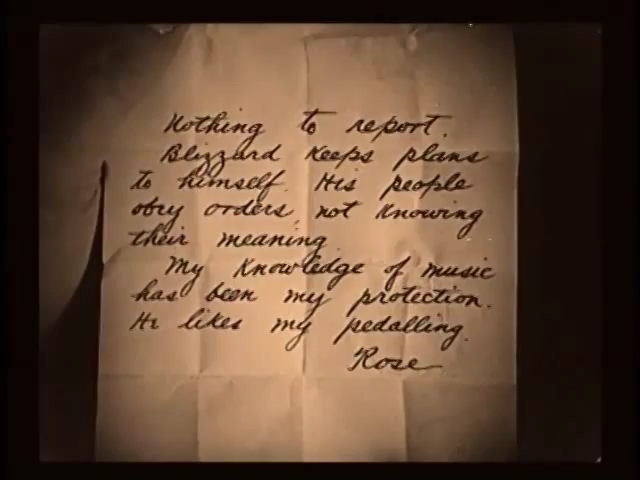 Nothing to report.
Blizzard keeps plans
to himself. His people
obey orders, not knowing
their meaning.
My knowledge of music
has been my protection.
He likes my pedalling.
Rose